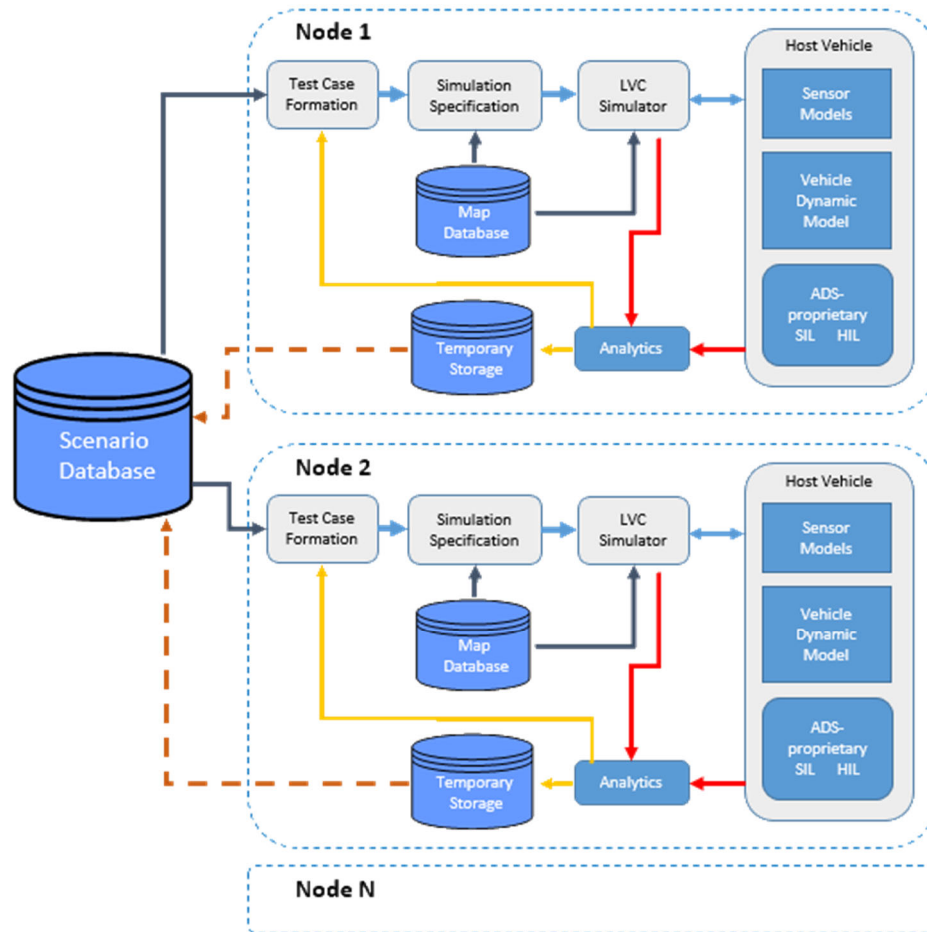 Node 1
Host Vehicle
Test Case
Formation
Simulation
Specification
LVC
Simulator
Sensor
Models
Vehicle
Dynamic
Model
Map
Database
ADS-
proprietary
SIL HIL
Temporary
Storage
Analytics
Scenario
Database
Node 2
Host Vehicle
Test Case
Formation
Simulation
Specification
LVC
Simulator
Sensor
Models
Vehicle
Dynamic
Model
Map
Database
ADS-
proprietary
SIL HIL
Temporary
Storage
Analytics
Node N